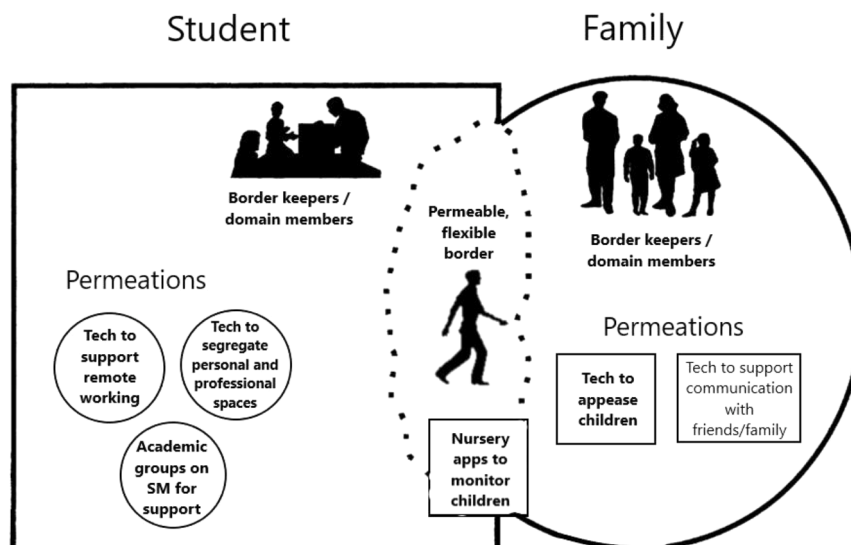 Student
Family
Border keepers /
domain members
Permeable,
flexible
border
Border keepers /
domain members
Permeations
Tech to
support
remote
working
Tech to
segregate
personal and
professional
spaces
Academic
groups on
SM for
support
Nursery
apps to
monitor
children
Permeations
Tech to
appease
children
Tech to support
communication
with
friends/family